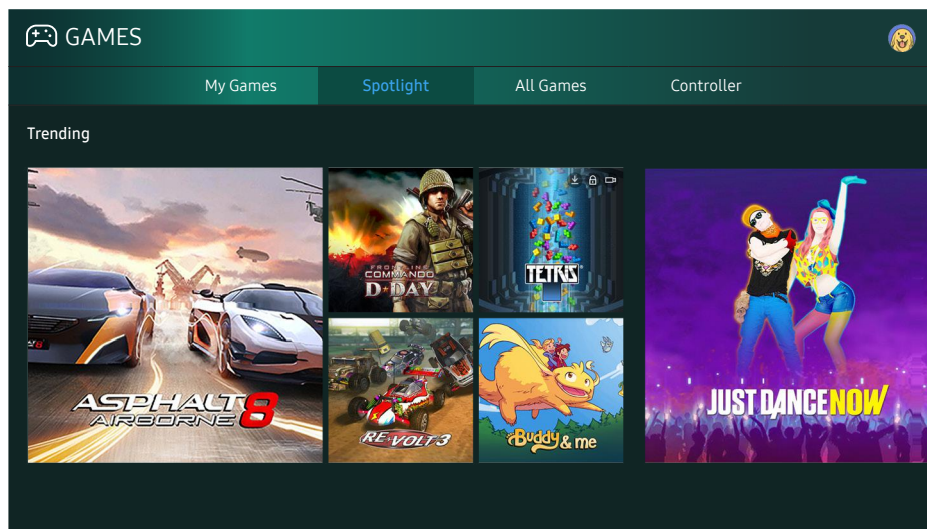 GAMES
My Games Spotlight All Games Controller
Trending
ASPHALT 8
AIRBORNE
FRONTLINE
COMMANDO
D★DAY
TETRIS
RE-VOLT 3
Buddy & me
JUST DANCE NOW